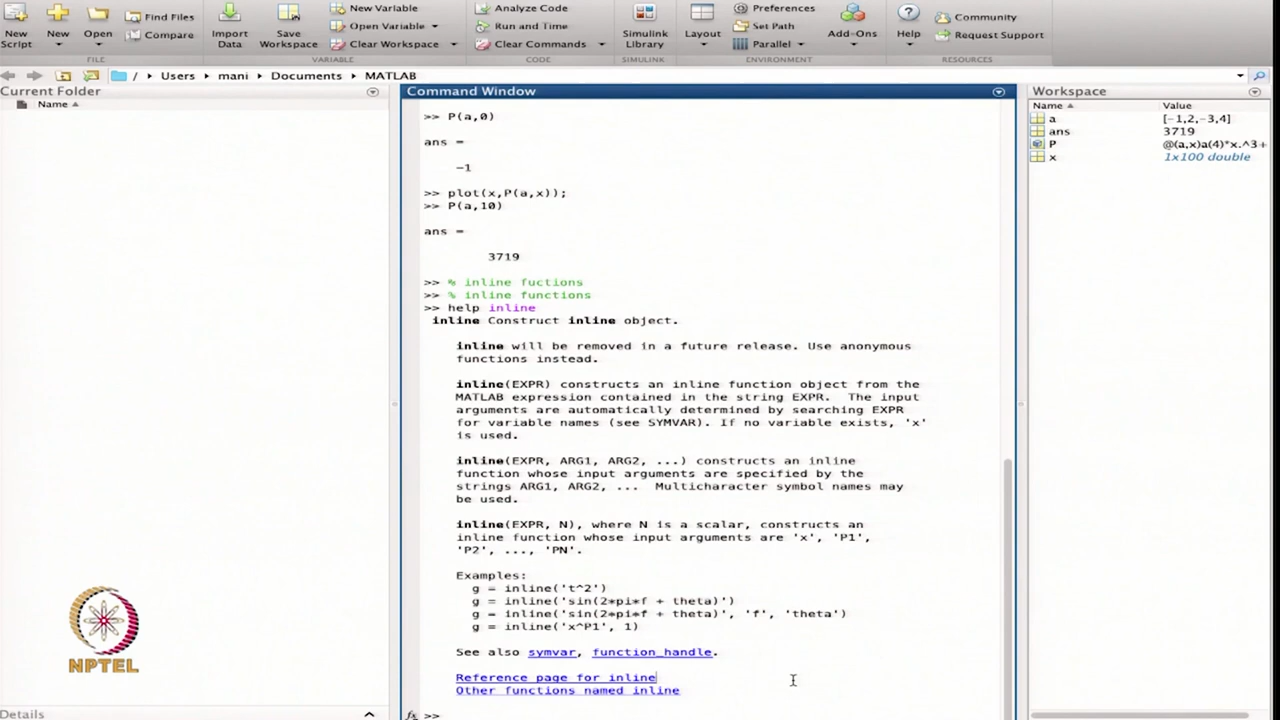 New Script
New
Open
Find Files
Compare
Import Data
Save Workspace
New Variable
Open Variable
Clear Workspace
Analyze Code
Run and Time
Clear Commands
Simulink Library
Layout
Preferences
Set Path
Parallel
Add-Ons
Help
Community
Request Support
FILE
VARIABLE
CODE
SIMULINK
ENVIRONMENT
RESOURCES
/ Users mani Documents MATLAB
Current Folder
Name
Command Window
>> P(a,0)
ans =
-1
>> plot(x,P(a,x));
>> P(a,10)
ans =
3719
>> % inline fuctions
>> % inline functions
>> help inline
inline Construct inline object.
inline will be removed in a future release. Use anonymous
functions instead.
inline(EXPR) constructs an inline function object from the
MATLAB expression contained in the string EXPR. The input
arguments are automatically determined by searching EXPR
for variable names (see SYMVAR). If no variable exists, 'x'
is used.
inline(EXPR, ARG1, ARG2, ...) constructs an inline
function whose input arguments are specified by the
strings ARG1, ARG2, ... Multicharacter symbol names may
be used.
inline(EXPR, N), where N is a scalar, constructs an
inline function whose input arguments are 'x', 'P1',
'P2', ..., 'PN'.
Examples:
g = inline('t^2')
g = inline('sin(2*pi*f + theta)')
g = inline('sin(2*pi*f + theta)', 'f', 'theta')
g = inline('x^P1', 1)
See also symvar, function_handle.
Reference page for inline
Other functions named inline
fx >>
Workspace
Name Value
a [-1,2,-3,4]
ans 3719
P @(a,x)a(4)*x.^3+
x 1x100 double
NPTEL
Details